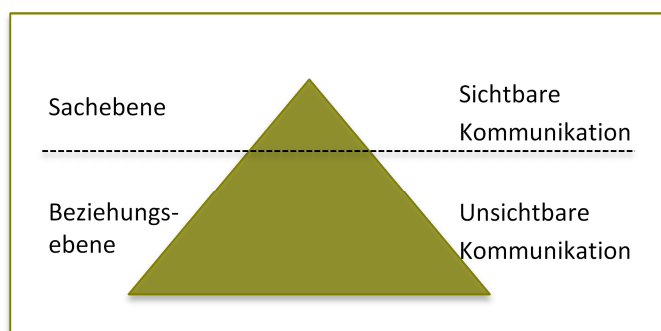 Sachebene
Sichtbare
Kommunikation
Beziehungs-
ebene
Unsichtbare
Kommunikation